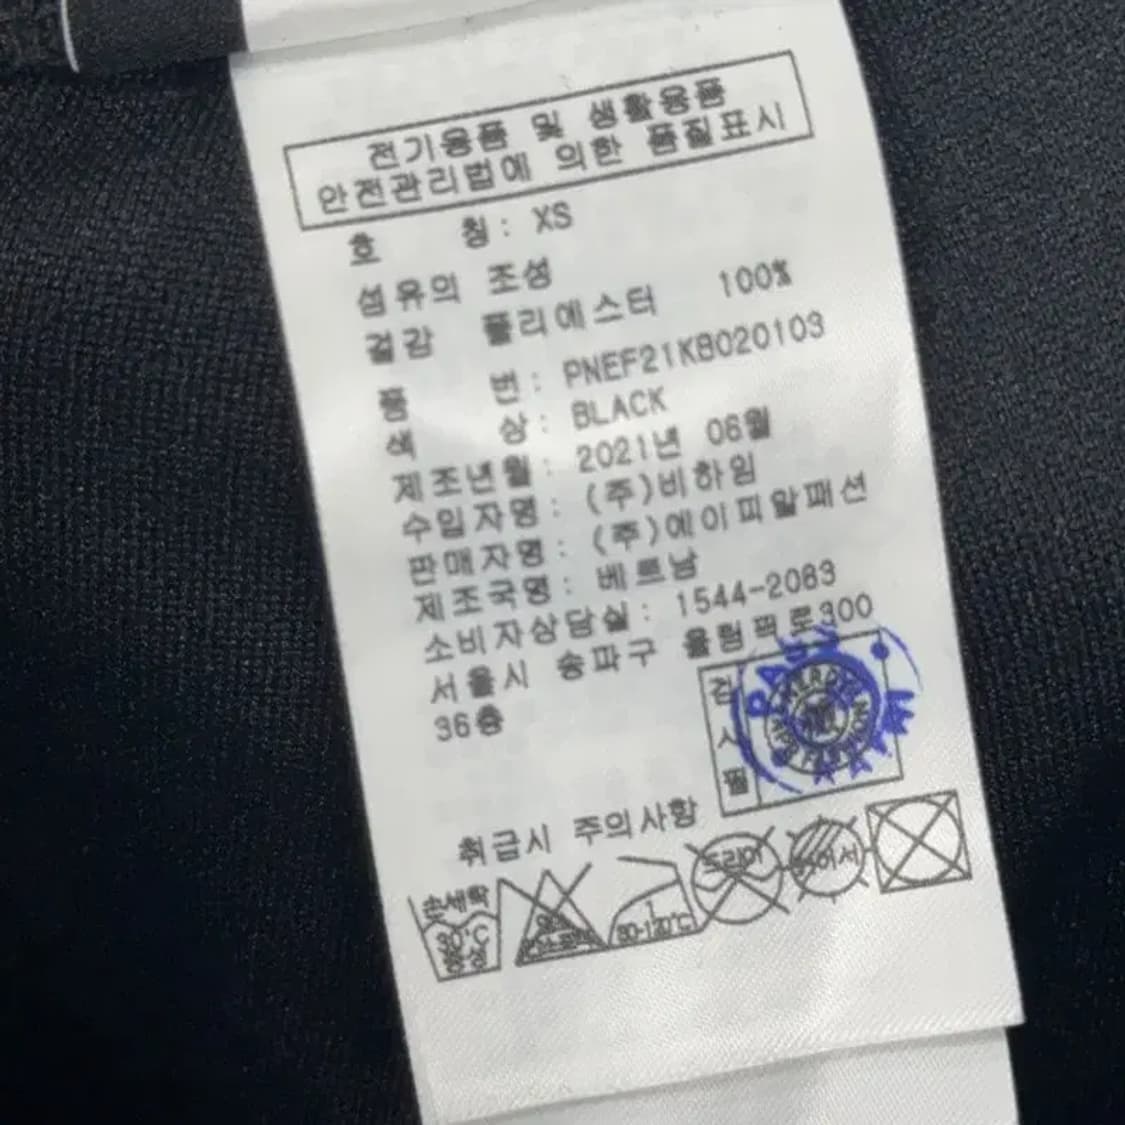 전기용품 및 생활용품
안전관리법에 의한 품질표시
호 칭: XS
섬유의 조성
겉감 폴리에스터 100%
품 번: PNEF21KB020103
색 상: BLACK
제조년월: 2021년 06월
수입자명: (주)비하임
판매자명: (주)에이피알패션
제조국명: 베트남
소비자상담실: 1544-2083
서울시 송파구 올림픽로300
36층
검
사
필
취급시 주의사항
손세탁
드라이
80-120℃